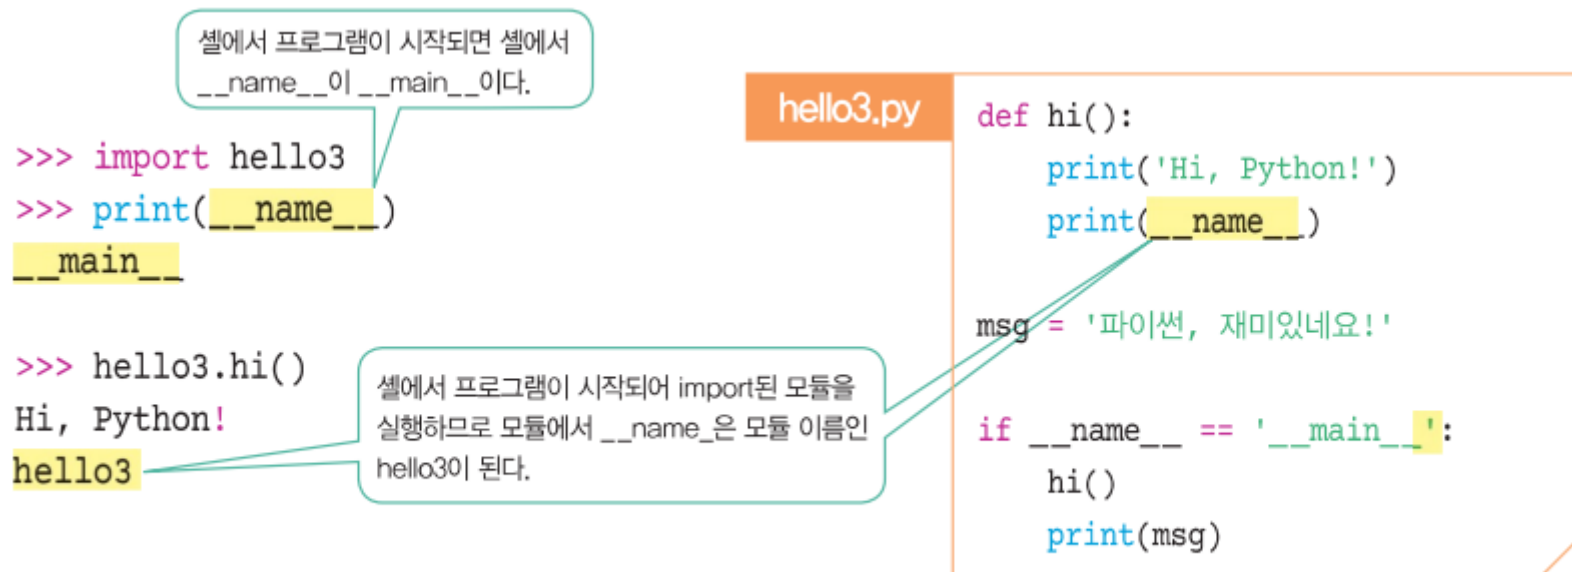 셸에서 프로그램이 시작되면 셸에서
__name__이 __main__이다.
>>> import hello3
>>> print(__name__)
__main__
>>> hello3.hi()
Hi, Python!
hello3
셸에서 프로그램이 시작되어 import된 모듈을
실행하므로 모듈에서 __name_은 모듈 이름인
hello3이 된다.
hello3.py
def hi():
    print('Hi, Python!')
    print(__name__)
msg = '파이썬, 재미있네요!'
if __name__ == '__main__':
    hi()
    print(msg)